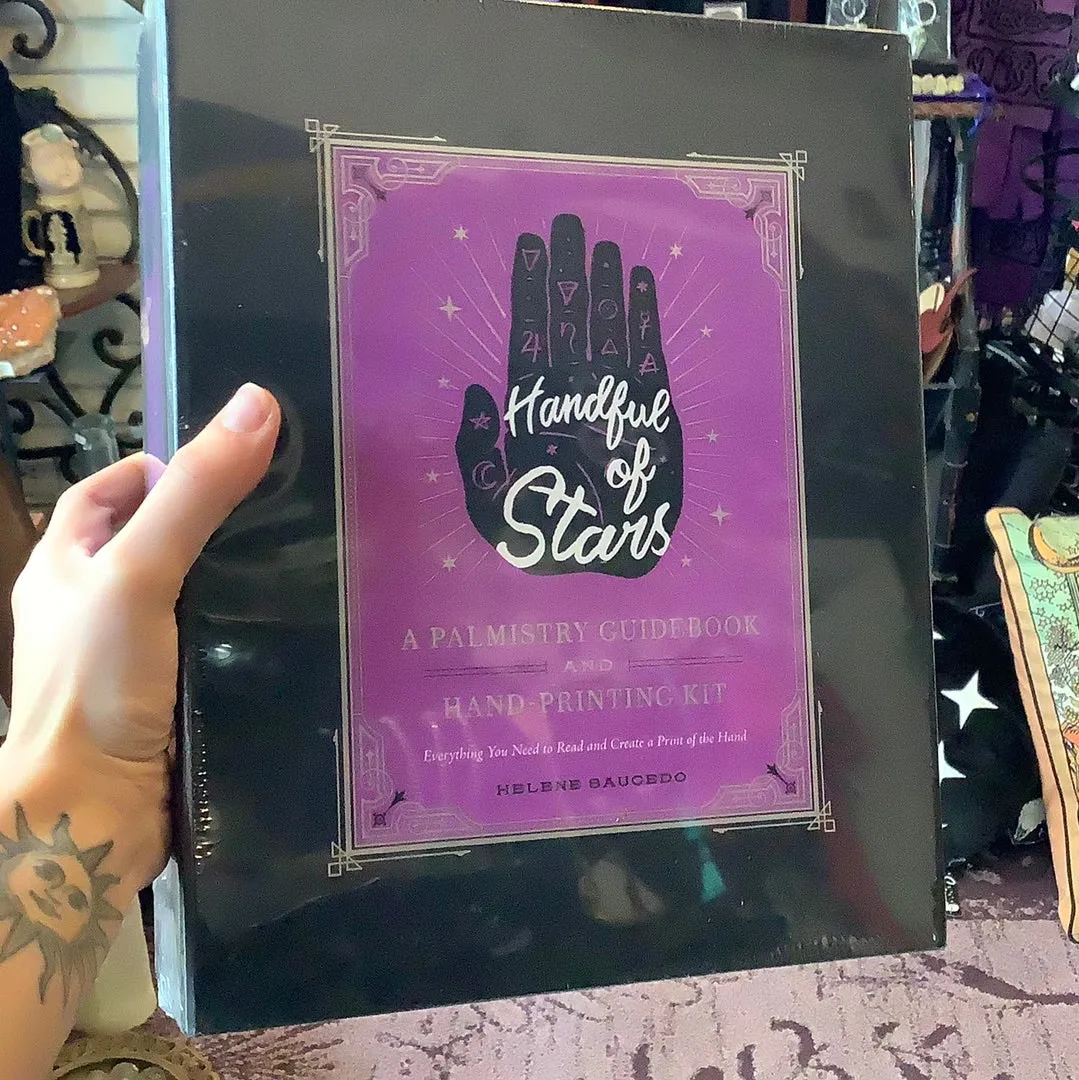 Handful
of
Stars
A PALMISTRY GUIDEBOOK
AND
HAND-PRINTING KIT
Everything You Need to Read and Create a Print of the Hand
HELENE SAUCEDO